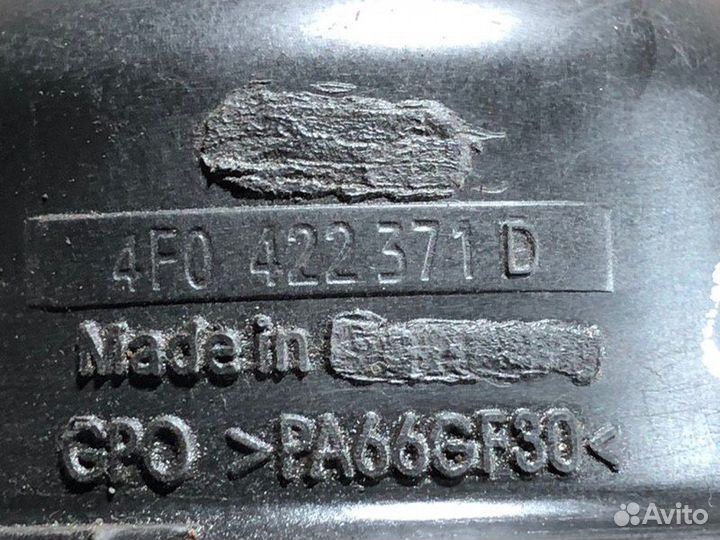 4F0 422 371 D
Made in
GPO >PA66GF30<
Avito